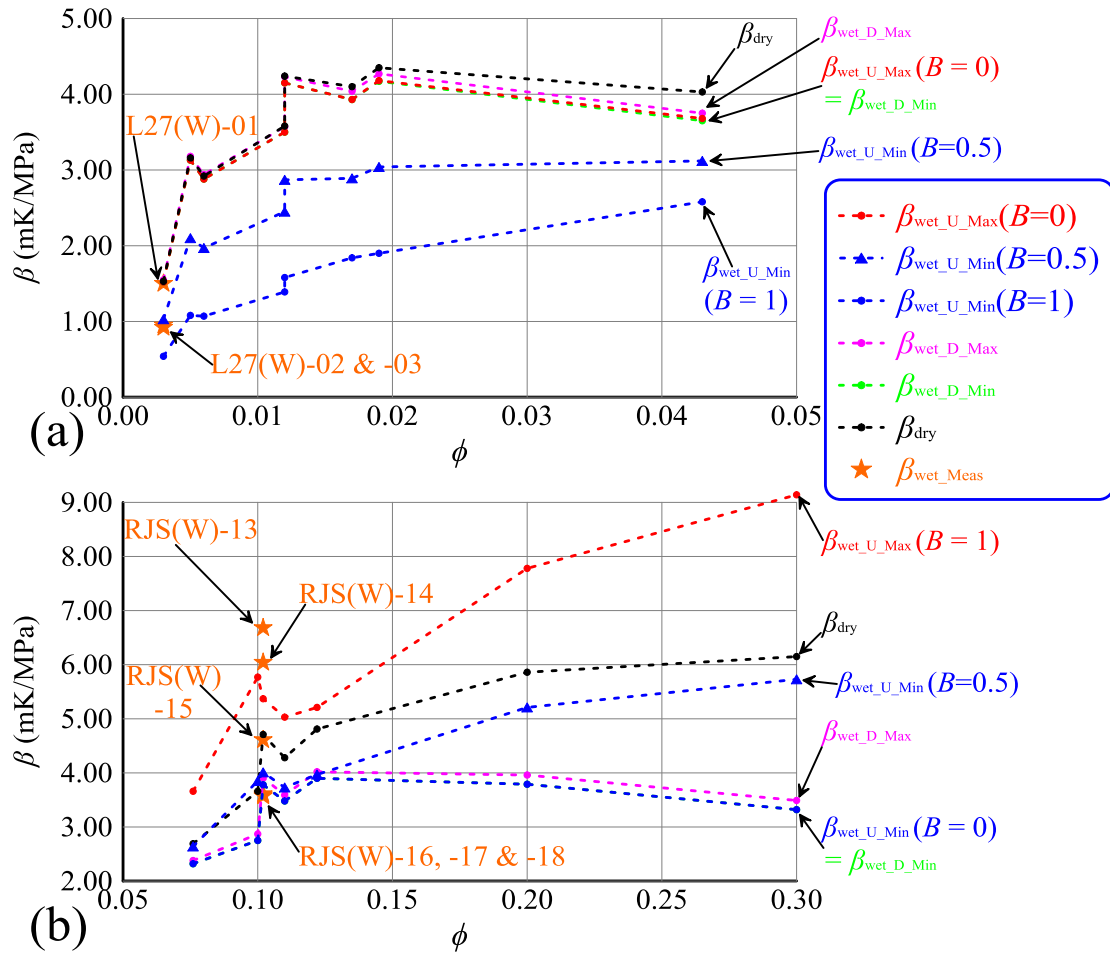 5.00
4.00
3.00
2.00
1.00
0.00
β (mK/MPa)
0.00
0.01
0.02
0.03
0.04
0.05
ϕ
(a)
L27(W)-01
L27(W)-02 & -03
βdry
βwet_D_Max
βwet_U_Max (B = 0)
= βwet_D_Min
βwet_U_Min (B=0.5)
βwet_U_Min
(B = 1)
βwet_U_Max(B=0)
βwet_U_Min(B=0.5)
βwet_U_Min(B=1)
βwet_D_Max
βwet_D_Min
βdry
βwet_Meas
9.00
8.00
7.00
6.00
5.00
4.00
3.00
2.00
β (mK/MPa)
0.05
0.10
0.15
0.20
0.25
0.30
ϕ
(b)
RJS(W)-13
RJS(W)-14
RJS(W)
-15
RJS(W)-16, -17 & -18
βwet_U_Max (B = 1)
βdry
βwet_U_Min (B=0.5)
βwet_D_Max
βwet_U_Min (B = 0)
= βwet_D_Min